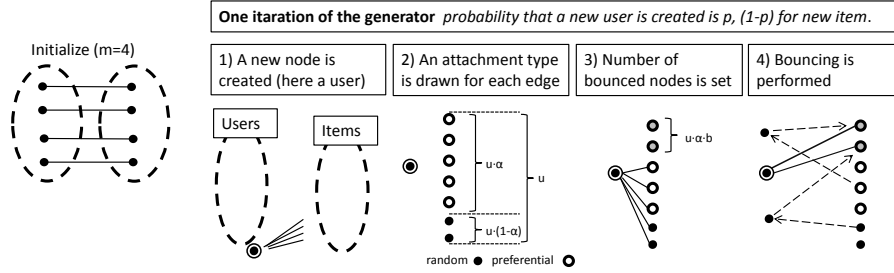 One itaration of the generator probability that a new user is created is p, (1-p) for new item.
Initialize (m=4)
1) A new node is
created (here a user)
2) An attachment type
is drawn for each edge
3) Number of
bounced nodes is set
4) Bouncing is
performed
Users
Items
u·α
u
u·(1-α)
u·α·b
random
preferential